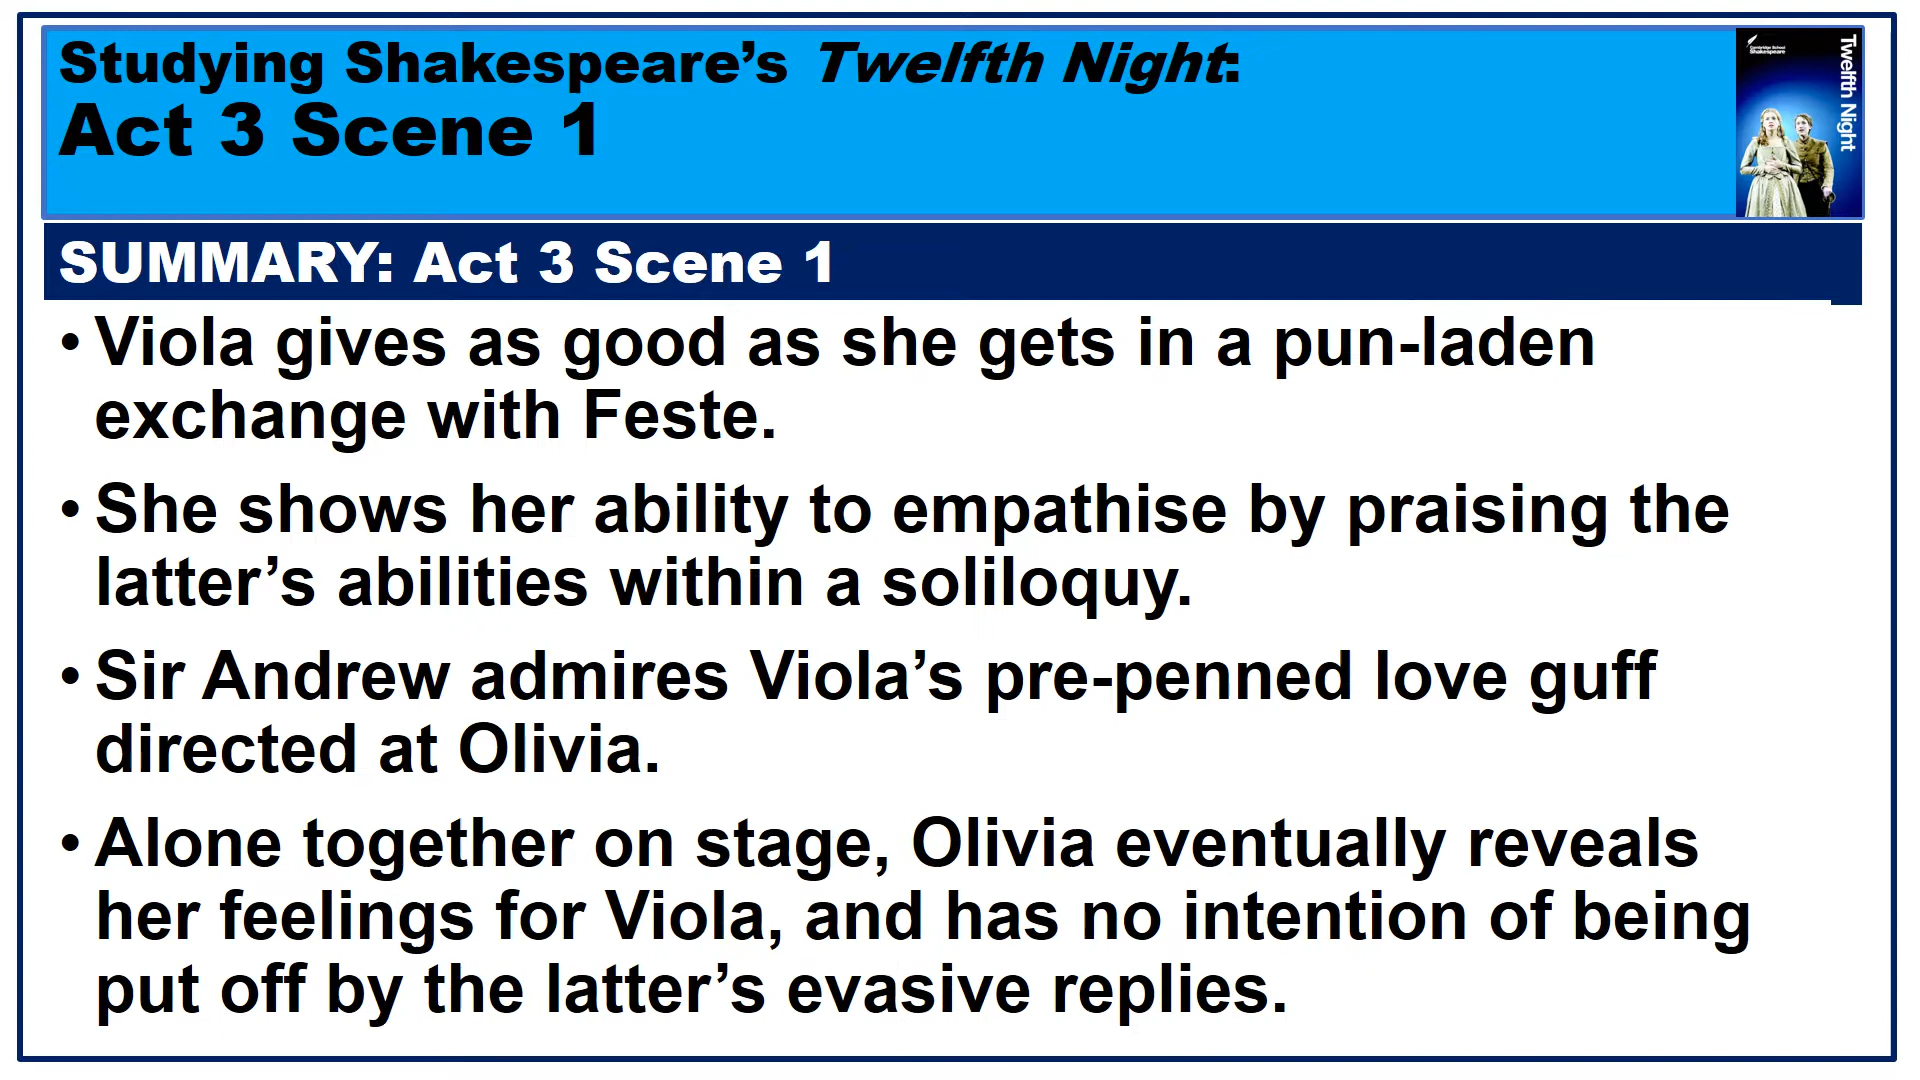 Studying Shakespeare’s Twelfth Night:
Act 3 Scene 1
Cambridge School
Shakespeare
Twelfth Night
SUMMARY: Act 3 Scene 1
• Viola gives as good as she gets in a pun-laden
exchange with Feste.
• She shows her ability to empathise by praising the
latter’s abilities within a soliloquy.
• Sir Andrew admires Viola’s pre-penned love guff
directed at Olivia.
• Alone together on stage, Olivia eventually reveals
her feelings for Viola, and has no intention of being
put off by the latter’s evasive replies.